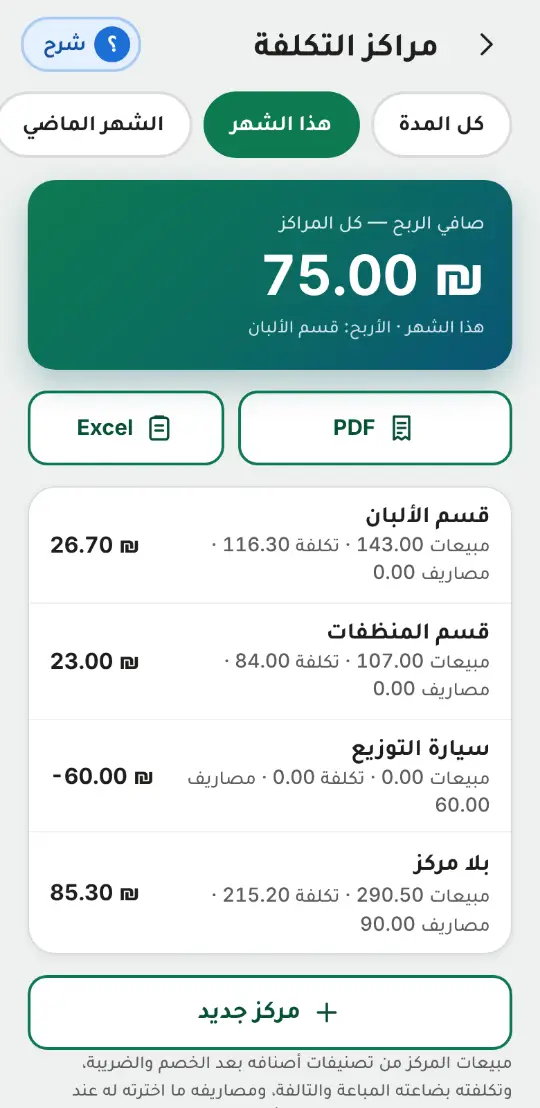 مراكز التكلفة
؟ شرح
كل المدة
هذا الشهر
الشهر الماضي
صافي الربح — كل المراكز
₪ 75.00
هذا الشهر · الأربح: قسم الألبان
PDF
Excel
قسم الألبان
مبيعات 143.00 · تكلفة 116.30 ·
مصاريف 0.00
₪ 26.70
قسم المنظفات
مبيعات 107.00 · تكلفة 84.00 ·
مصاريف 0.00
₪ 23.00
سيارة التوزيع
مبيعات 0.00 · تكلفة 0.00 · مصاريف
60.00
₪ 60.00-
بلا مركز
مبيعات 290.50 · تكلفة 215.20 ·
مصاريف 90.00
₪ 85.30
+ مركز جديد
مبيعات المركز من تصنيفات أصنافه بعد الخصم والضريبة،
وتكلفته بضاعته المباعة والتالفة، ومصاريفه ما اخترته له عند